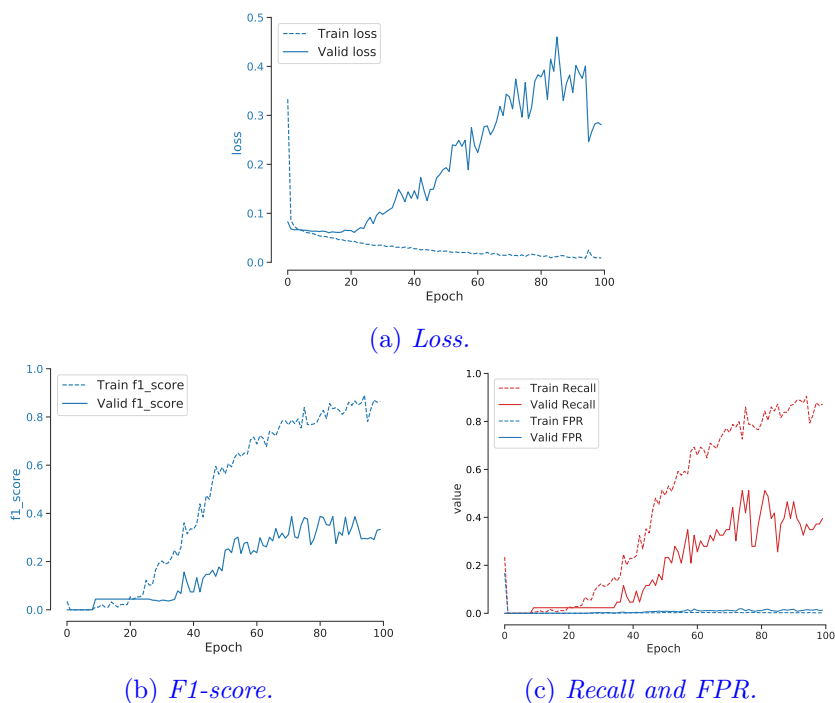 0.5
Train loss
Valid loss
0.4
0.3
loss
0.2
0.1
0.0
0 20 40 60 80 100
Epoch
(a) Loss.
1.0
Train f1_score
Valid f1_score
0.8
0.6
f1_score
0.4
0.2
0.0
0 20 40 60 80 100
Epoch
(b) F1-score.
1.0
Train Recall
Valid Recall
Train FPR
Valid FPR
0.8
0.6
value
0.4
0.2
0.0
0 20 40 60 80 100
Epoch
(c) Recall and FPR.